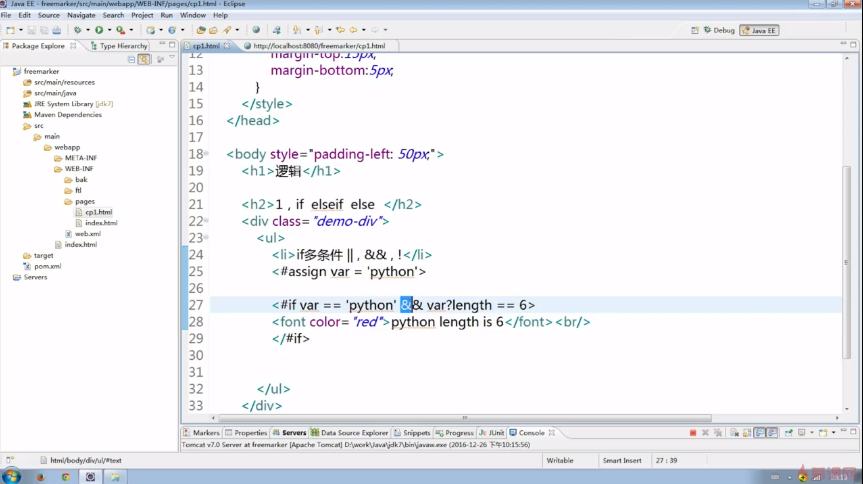 Java EE - freemarker/src/main/webapp/WEB-INF/pages/cp1.html - Eclipse
File Edit Source Navigate Search Project Run Window Help
Debug Java EE
Package Explorer Type Hierarchy
cp1.html http://localhost:8080/freemarker/cp1.html
freemarker
src/main/resources
src/main/java
JRE System Library [jdk7]
Maven Dependencies
src
main
webapp
META-INF
WEB-INF
bak
ftl
pages
cp1.html
index.html
web.xml
index.html
target
pom.xml
Servers
12 margin-top:15px;
13 margin-bottom:5px;
14 }
15 </style>
16 </head>
17
18 <body style="padding-left: 50px;">
19 <h1>逻辑</h1>
20
21 <h2>1 , if elseif else </h2>
22 <div class="demo-div">
23 <ul>
24 <li>if多条件 || , && , !</li>
25 <#assign var = 'python'>
26
27 <#if var == 'python' && var?length == 6>
28 <font color="red">python length is 6</font><br/>
29 </#if>
30
31
32 </ul>
33 </div>
Markers Properties Servers Data Source Explorer Snippets Progress JUnit Console
Tomcat v7.0 Server at freemarker [Apache Tomcat] D:\work\Java\jdk7\bin\javaw.exe (2016-12-26 下午10:15:56)
html/body/div/ul/#text Writable Smart Insert 27 : 39